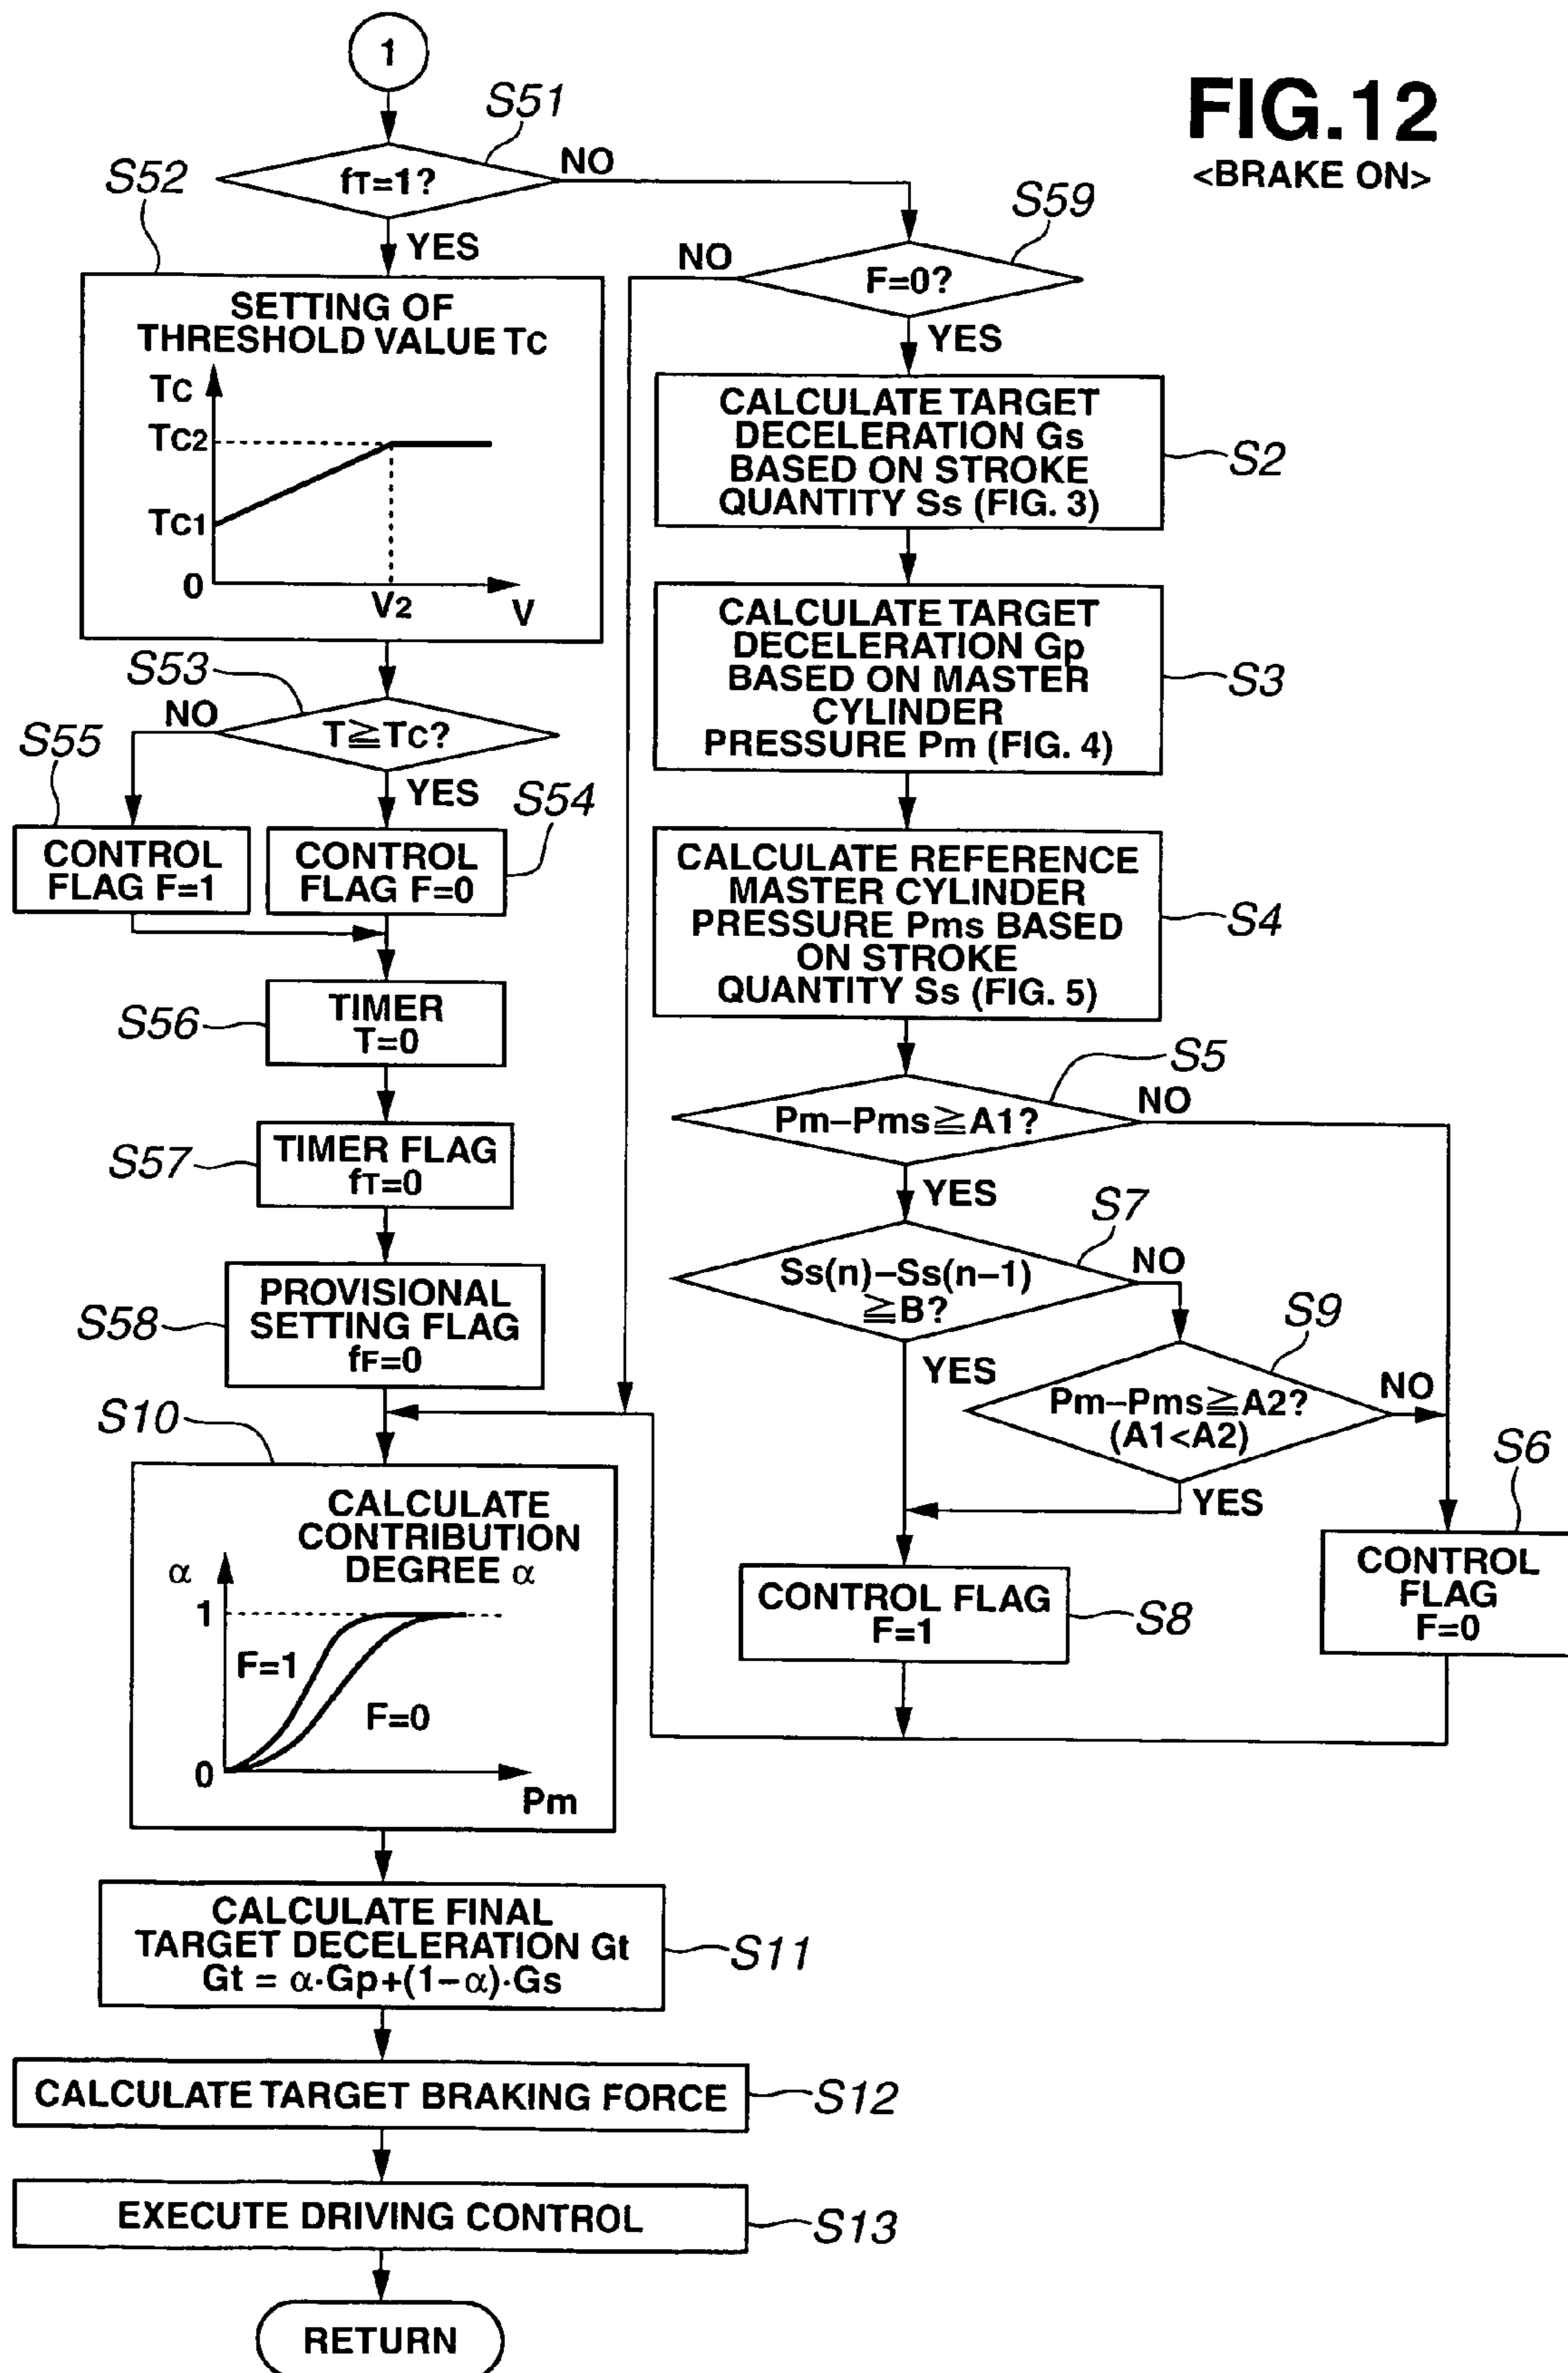 FIG.12
<BRAKE ON>
1
S51
fT=1?
NO
YES
S52
SETTING OF
THRESHOLD VALUE TC
TC
TC2
TC1
0
V2
V
S53
T≧TC?
NO
YES
S55
CONTROL
FLAG F=1
S54
CONTROL
FLAG F=0
S56
TIMER
T=0
S57
TIMER FLAG
fT=0
S58
PROVISIONAL
SETTING FLAG
fF=0
S59
F=0?
NO
YES
CALCULATE TARGET
DECELERATION Gs
BASED ON STROKE
QUANTITY Ss (FIG. 3)
S2
CALCULATE TARGET
DECELERATION Gp
BASED ON MASTER
CYLINDER
PRESSURE Pm (FIG. 4)
S3
CALCULATE REFERENCE
MASTER CYLINDER
PRESSURE Pms BASED
ON STROKE
QUANTITY Ss (FIG. 5)
S4
S5
Pm–Pms≧A1?
NO
YES
S7
Ss(n)–Ss(n–1)
≧B?
NO
YES
S9
Pm–Pms≧A2?
(A1<A2)
NO
YES
S6
CONTROL
FLAG
F=0
CONTROL FLAG
F=1
S8
S10
CALCULATE
CONTRIBUTION
DEGREE α
α
1
F=1
F=0
0
Pm
CALCULATE FINAL
TARGET DECELERATION Gt
Gt = α·Gp+(1–α)·Gs
S11
CALCULATE TARGET BRAKING FORCE
S12
EXECUTE DRIVING CONTROL
S13
RETURN